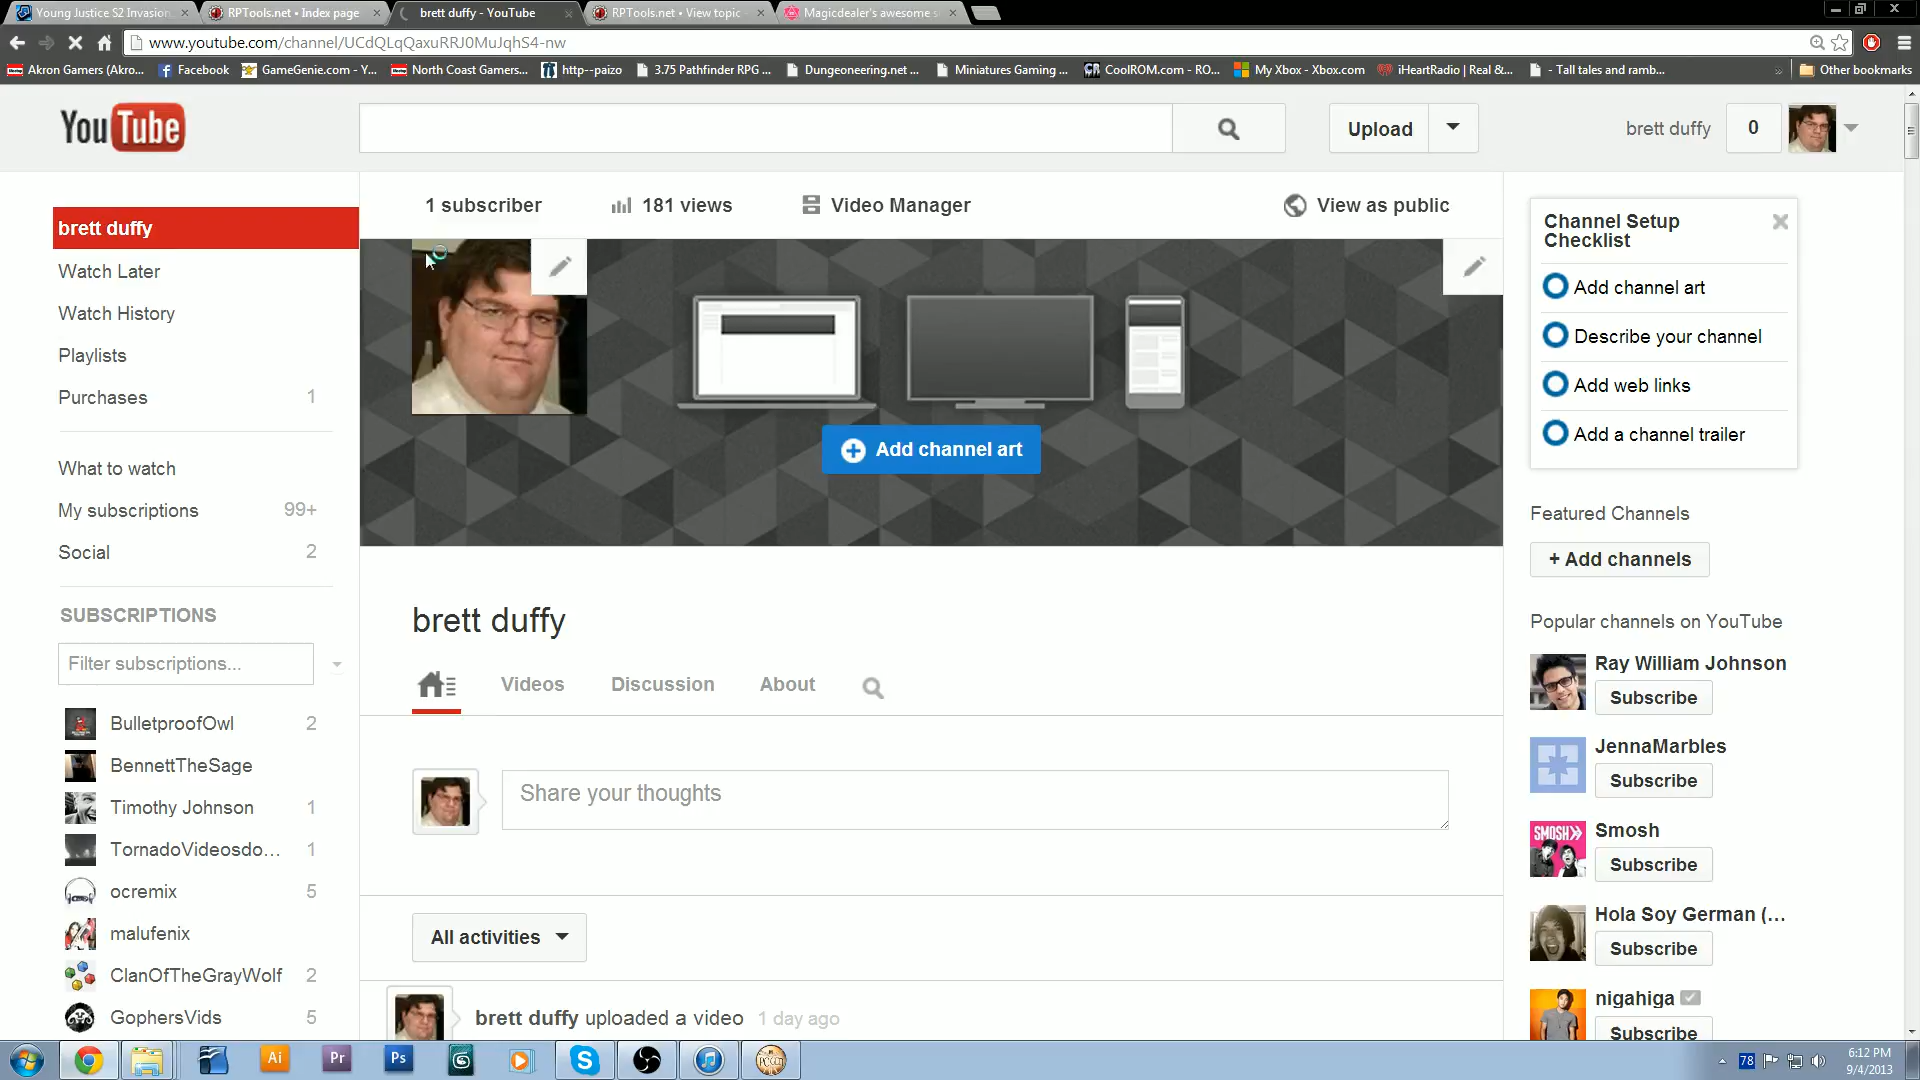 Young Justice S2 Invasion
RPTools.net • Index page
brett duffy - YouTube
RPTools.net • View topic
Magicdealer's awesome s
www.youtube.com/channel/UCdQLqQaxuRRJ0MuJqhS4-nw
Akron Gamers (Akro...
Facebook
GameGenie.com - Y...
North Coast Gamers...
http--paizo
3.75 Pathfinder RPG ...
Dungeoneering.net ...
Miniatures Gaming ...
CoolROM.com - RO...
My Xbox - Xbox.com
iHeartRadio | Real &...
- Tall tales and ramb...
»
Other bookmarks
YouTube
Upload
brett duffy
0
brett duffy
Watch Later
Watch History
Playlists
Purchases 1
What to watch
My subscriptions 99+
Social 2
SUBSCRIPTIONS
Filter subscriptions...
BulletproofOwl 2
BennettTheSage
Timothy Johnson 1
TornadoVideosdo... 1
ocremix 5
malufenix
ClanOfTheGrayWolf 2
GophersVids 5
1 subscriber
181 views
Video Manager
View as public
Add channel art
brett duffy
Videos
Discussion
About
Share your thoughts
All activities
brett duffy uploaded a video 1 day ago
Channel Setup
Checklist
Add channel art
Describe your channel
Add web links
Add a channel trailer
Featured Channels
+ Add channels
Popular channels on YouTube
Ray William Johnson
Subscribe
JennaMarbles
Subscribe
SMOSH
Smosh
Subscribe
Hola Soy German (...
Subscribe
nigahiga
Subscribe
Ai
Pr
Ps
78
6:12 PM
9/4/2013